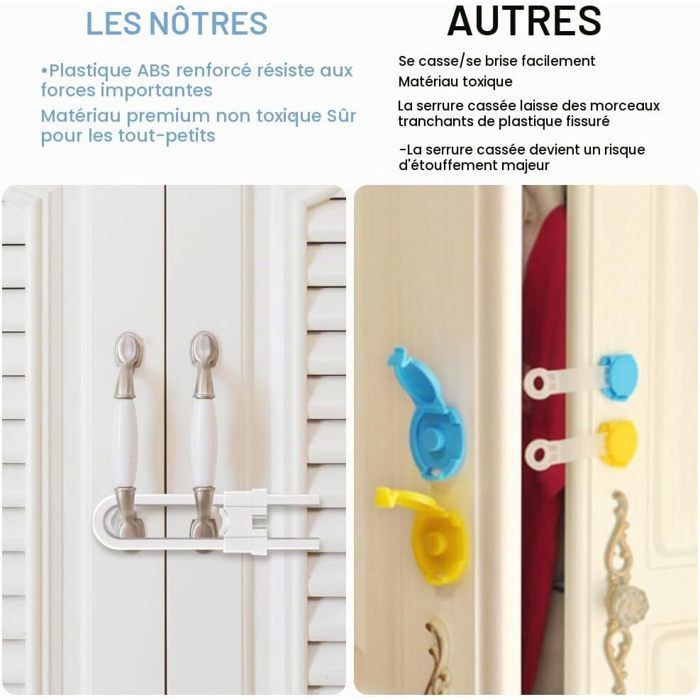 LES NÔTRES
•Plastique ABS renforcé résiste aux
forces importantes
Matériau premium non toxique Sûr
pour les tout-petits
AUTRES
Se casse/se brise facilement
Matériau toxique
La serrure cassée laisse des morceaux
tranchants de plastique fissuré
-La serrure cassée devient un risque
d'étouffement majeur